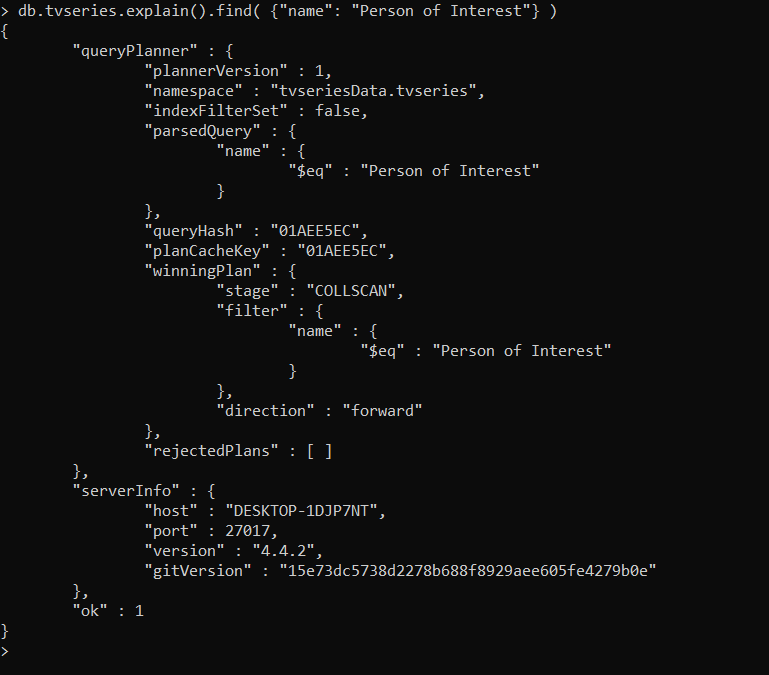 > db.tvseries.explain().find( {"name": "Person of Interest"} )
{
        "queryPlanner" : {
                "plannerVersion" : 1,
                "namespace" : "tvseriesData.tvseries",
                "indexFilterSet" : false,
                "parsedQuery" : {
                        "name" : {
                                "$eq" : "Person of Interest"
                        }
                },
                "queryHash" : "01AEE5EC",
                "planCacheKey" : "01AEE5EC",
                "winningPlan" : {
                        "stage" : "COLLSCAN",
                        "filter" : {
                                "name" : {
                                        "$eq" : "Person of Interest"
                                }
                        },
                        "direction" : "forward"
                },
                "rejectedPlans" : [ ]
        },
        "serverInfo" : {
                "host" : "DESKTOP-1DJP7NT",
                "port" : 27017,
                "version" : "4.4.2",
                "gitVersion" : "15e73dc5738d2278b688f8929aee605fe4279b0e"
        },
        "ok" : 1
}
>